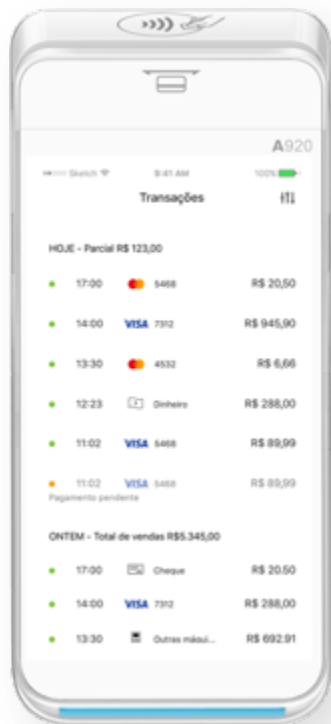 A920
Sketch 9:41 AM 100%
Transações
HOJE - Parcial R$ 123,00
17:00 5468 R$ 20,50
14:00 VISA 7312 R$ 945,90
13:30 4532 R$ 6,66
12:23 Dinheiro R$ 288,00
11:02 VISA 5468 R$ 89,99
11:02 VISA 5468 R$ 89,99
Pagamento pendente
ONTEM - Total de vendas R$5.345,00
17:00 Cheque R$ 20.50
14:00 VISA 7312 R$ 288,00
13:30 Outras máqui... R$ 692.91